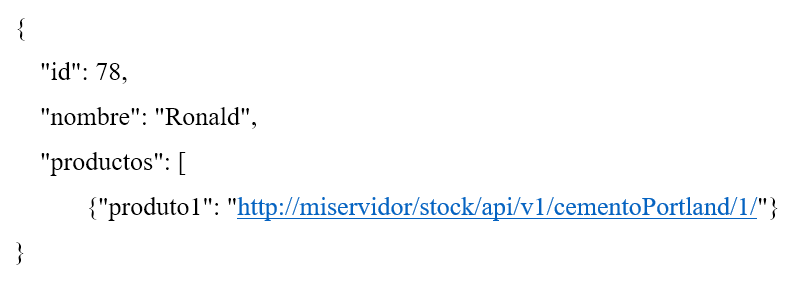 {
"id": 78,
"nombre": "Ronald",
"productos": [
{"produto1": "http://miservidor/stock/api/v1/cementoPortland/1/"}
}